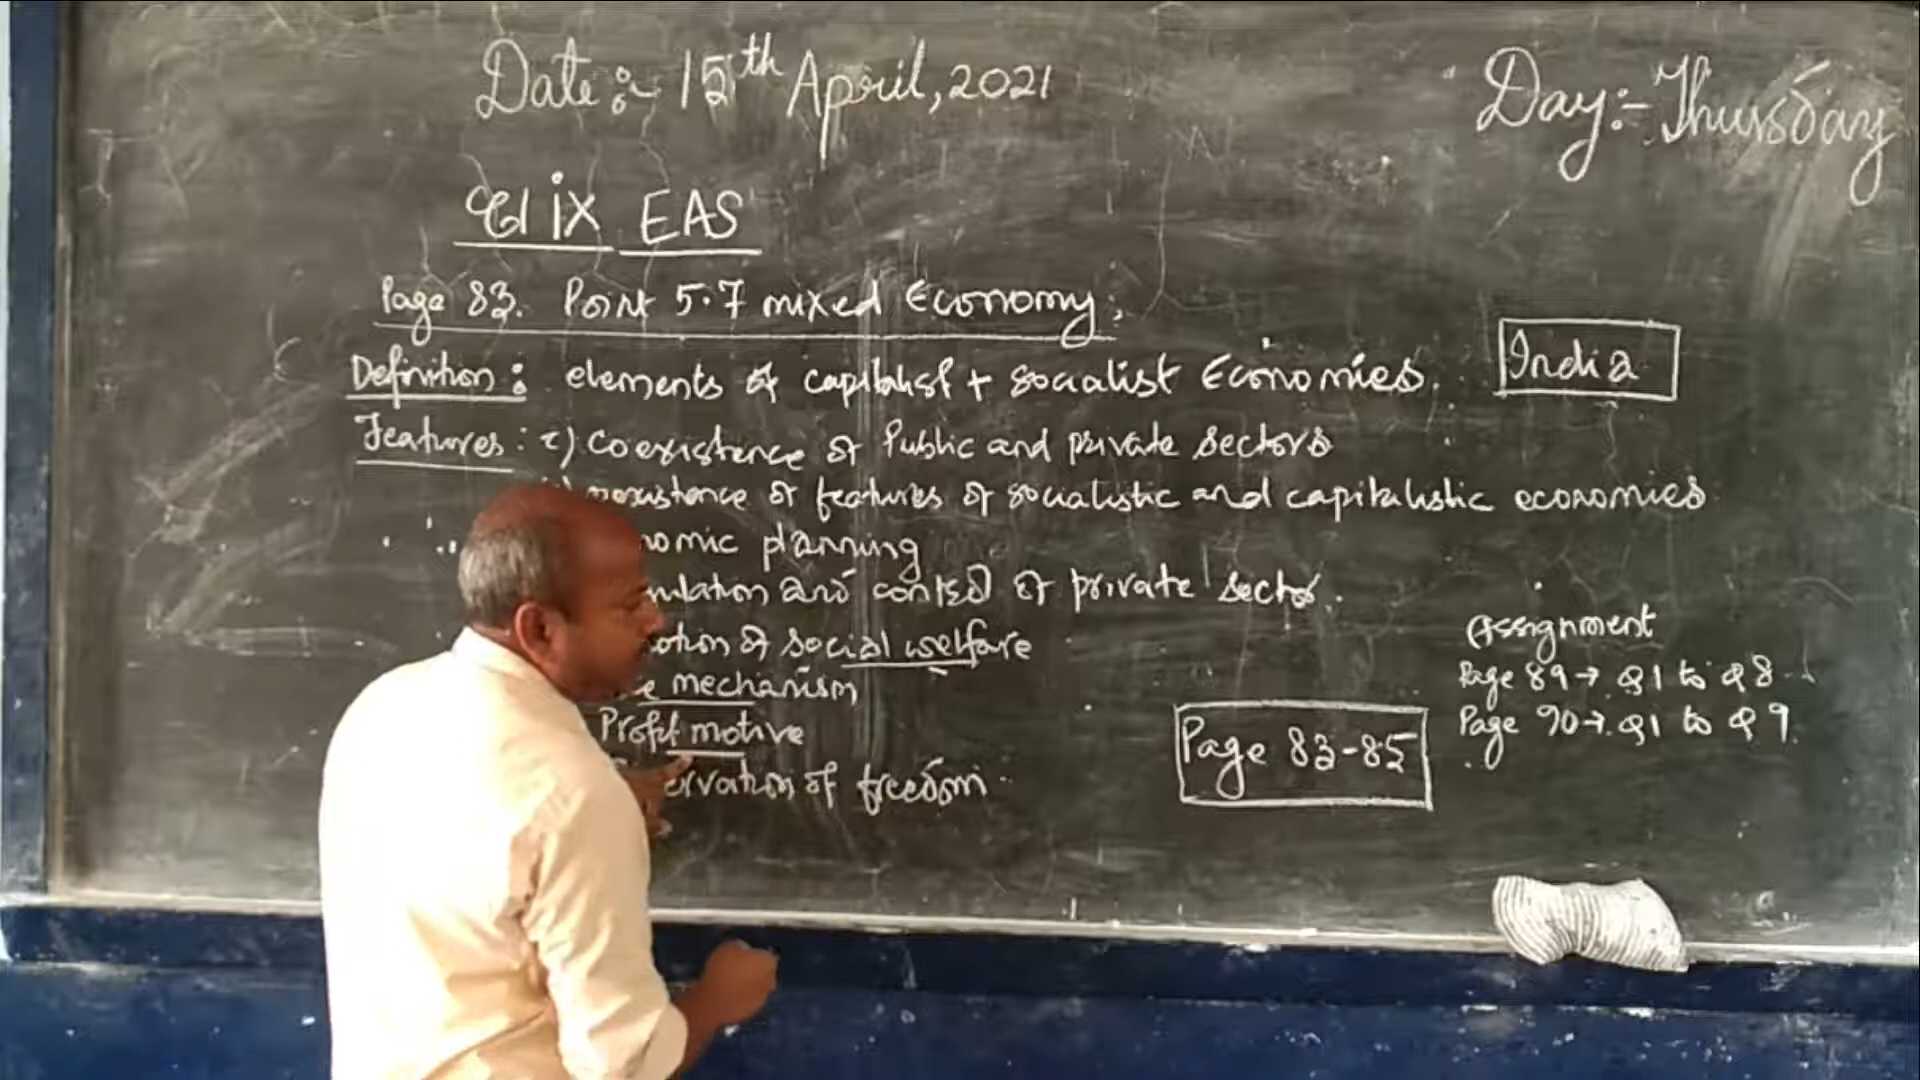 Date:- 15th April, 2021
Day:- Thursday
Cl IX EAS
Page 83. Point 5.7 mixed Economy:
Definition: elements of capitalist + socialist Economies.
India
Features: i) Coexistence of Public and private sectors
of features of socialistic and capitalistic economies
planning
and control of private sector.
of social welfare
mechanism
Profit motive
of freedom
Assignment
Page 89→ Q1 to Q8
Page 90→ Q1 to Q9.
Page 83-85